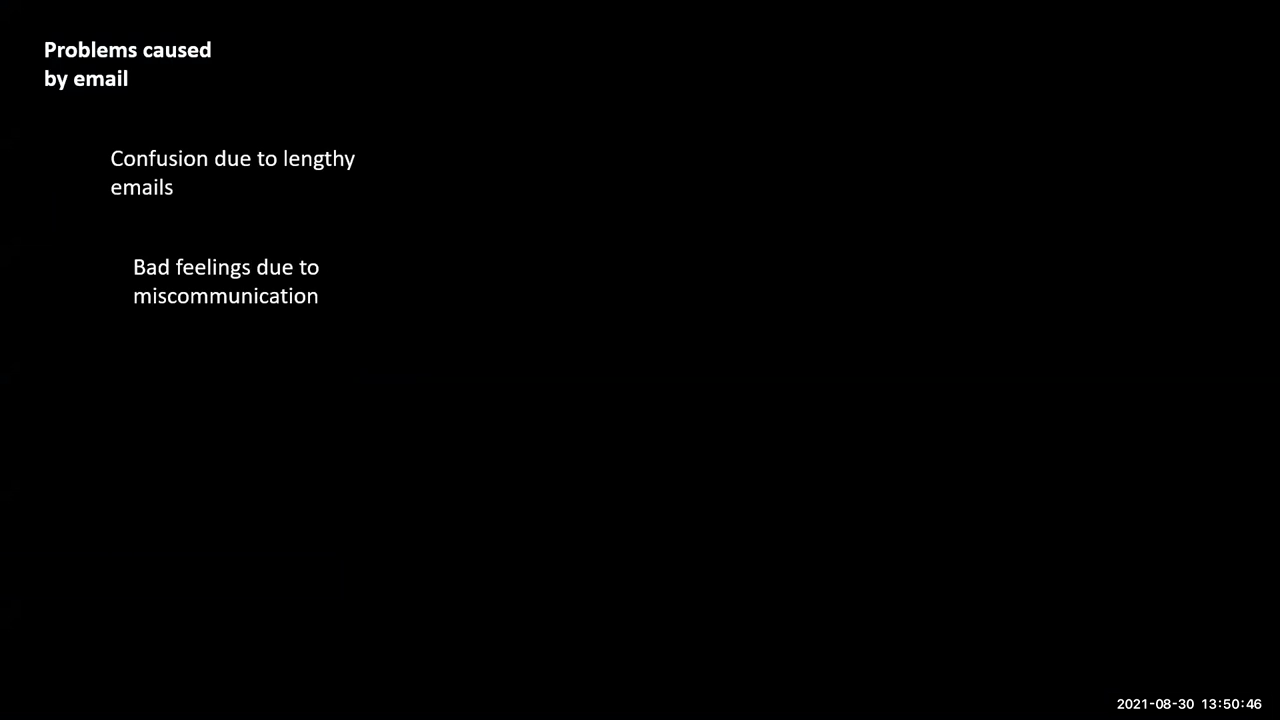 Problems caused
by email
Confusion due to lengthy
emails
Bad feelings due to
miscommunication
2021-08-30 13:50:46